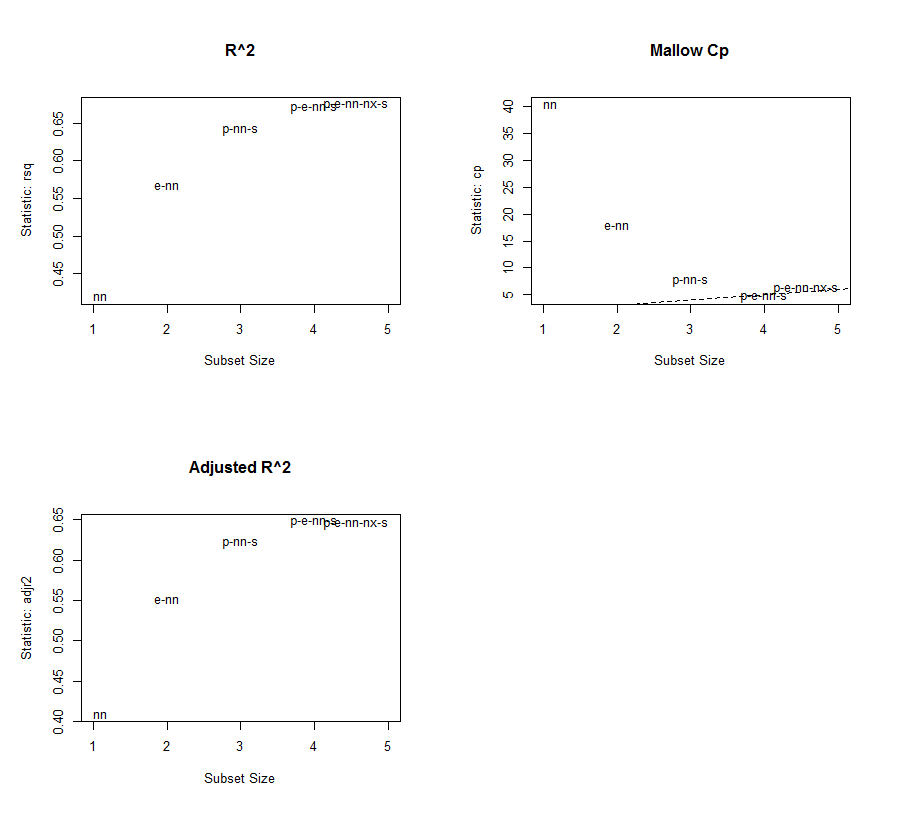 R^2
Statistic: rsq
0.65
0.60
0.55
0.50
0.45
p-e-nn-s
p-e-nn-nx-s
p-nn-s
e-nn
nn
1 2 3 4 5
Subset Size
Mallow Cp
Statistic: cp
40
35
30
25
20
15
10
5
nn
e-nn
p-nn-s
p-e-nn-s
p-e-nn-nx-s
1 2 3 4 5
Subset Size
Adjusted R^2
Statistic: adjr2
0.65
0.60
0.55
0.50
0.45
0.40
p-e-nn-s
p-e-nn-nx-s
p-nn-s
e-nn
nn
1 2 3 4 5
Subset Size